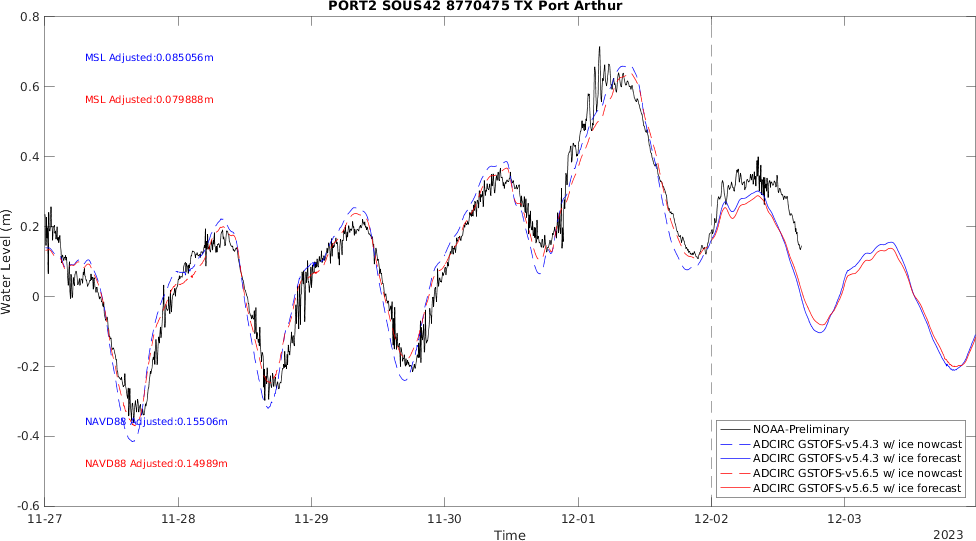 PORT2 SOUS42 8770475 TX Port Arthur
0.8
MSL Adjusted:0.085056m
0.6
MSL Adjusted:0.079888m
0.4
0.2
Water Level (m)
0
-0.2
-0.4
NAVD88 Adjusted:0.15506m
NAVD88 Adjusted:0.14989m
-0.6
NOAA-Preliminary
ADCIRC GSTOFS-v5.4.3 w/ ice nowcast
ADCIRC GSTOFS-v5.4.3 w/ ice forecast
ADCIRC GSTOFS-v5.6.5 w/ ice nowcast
ADCIRC GSTOFS-v5.6.5 w/ ice forecast
11-27 11-28 11-29 11-30 12-01 12-02 12-03
Time
2023